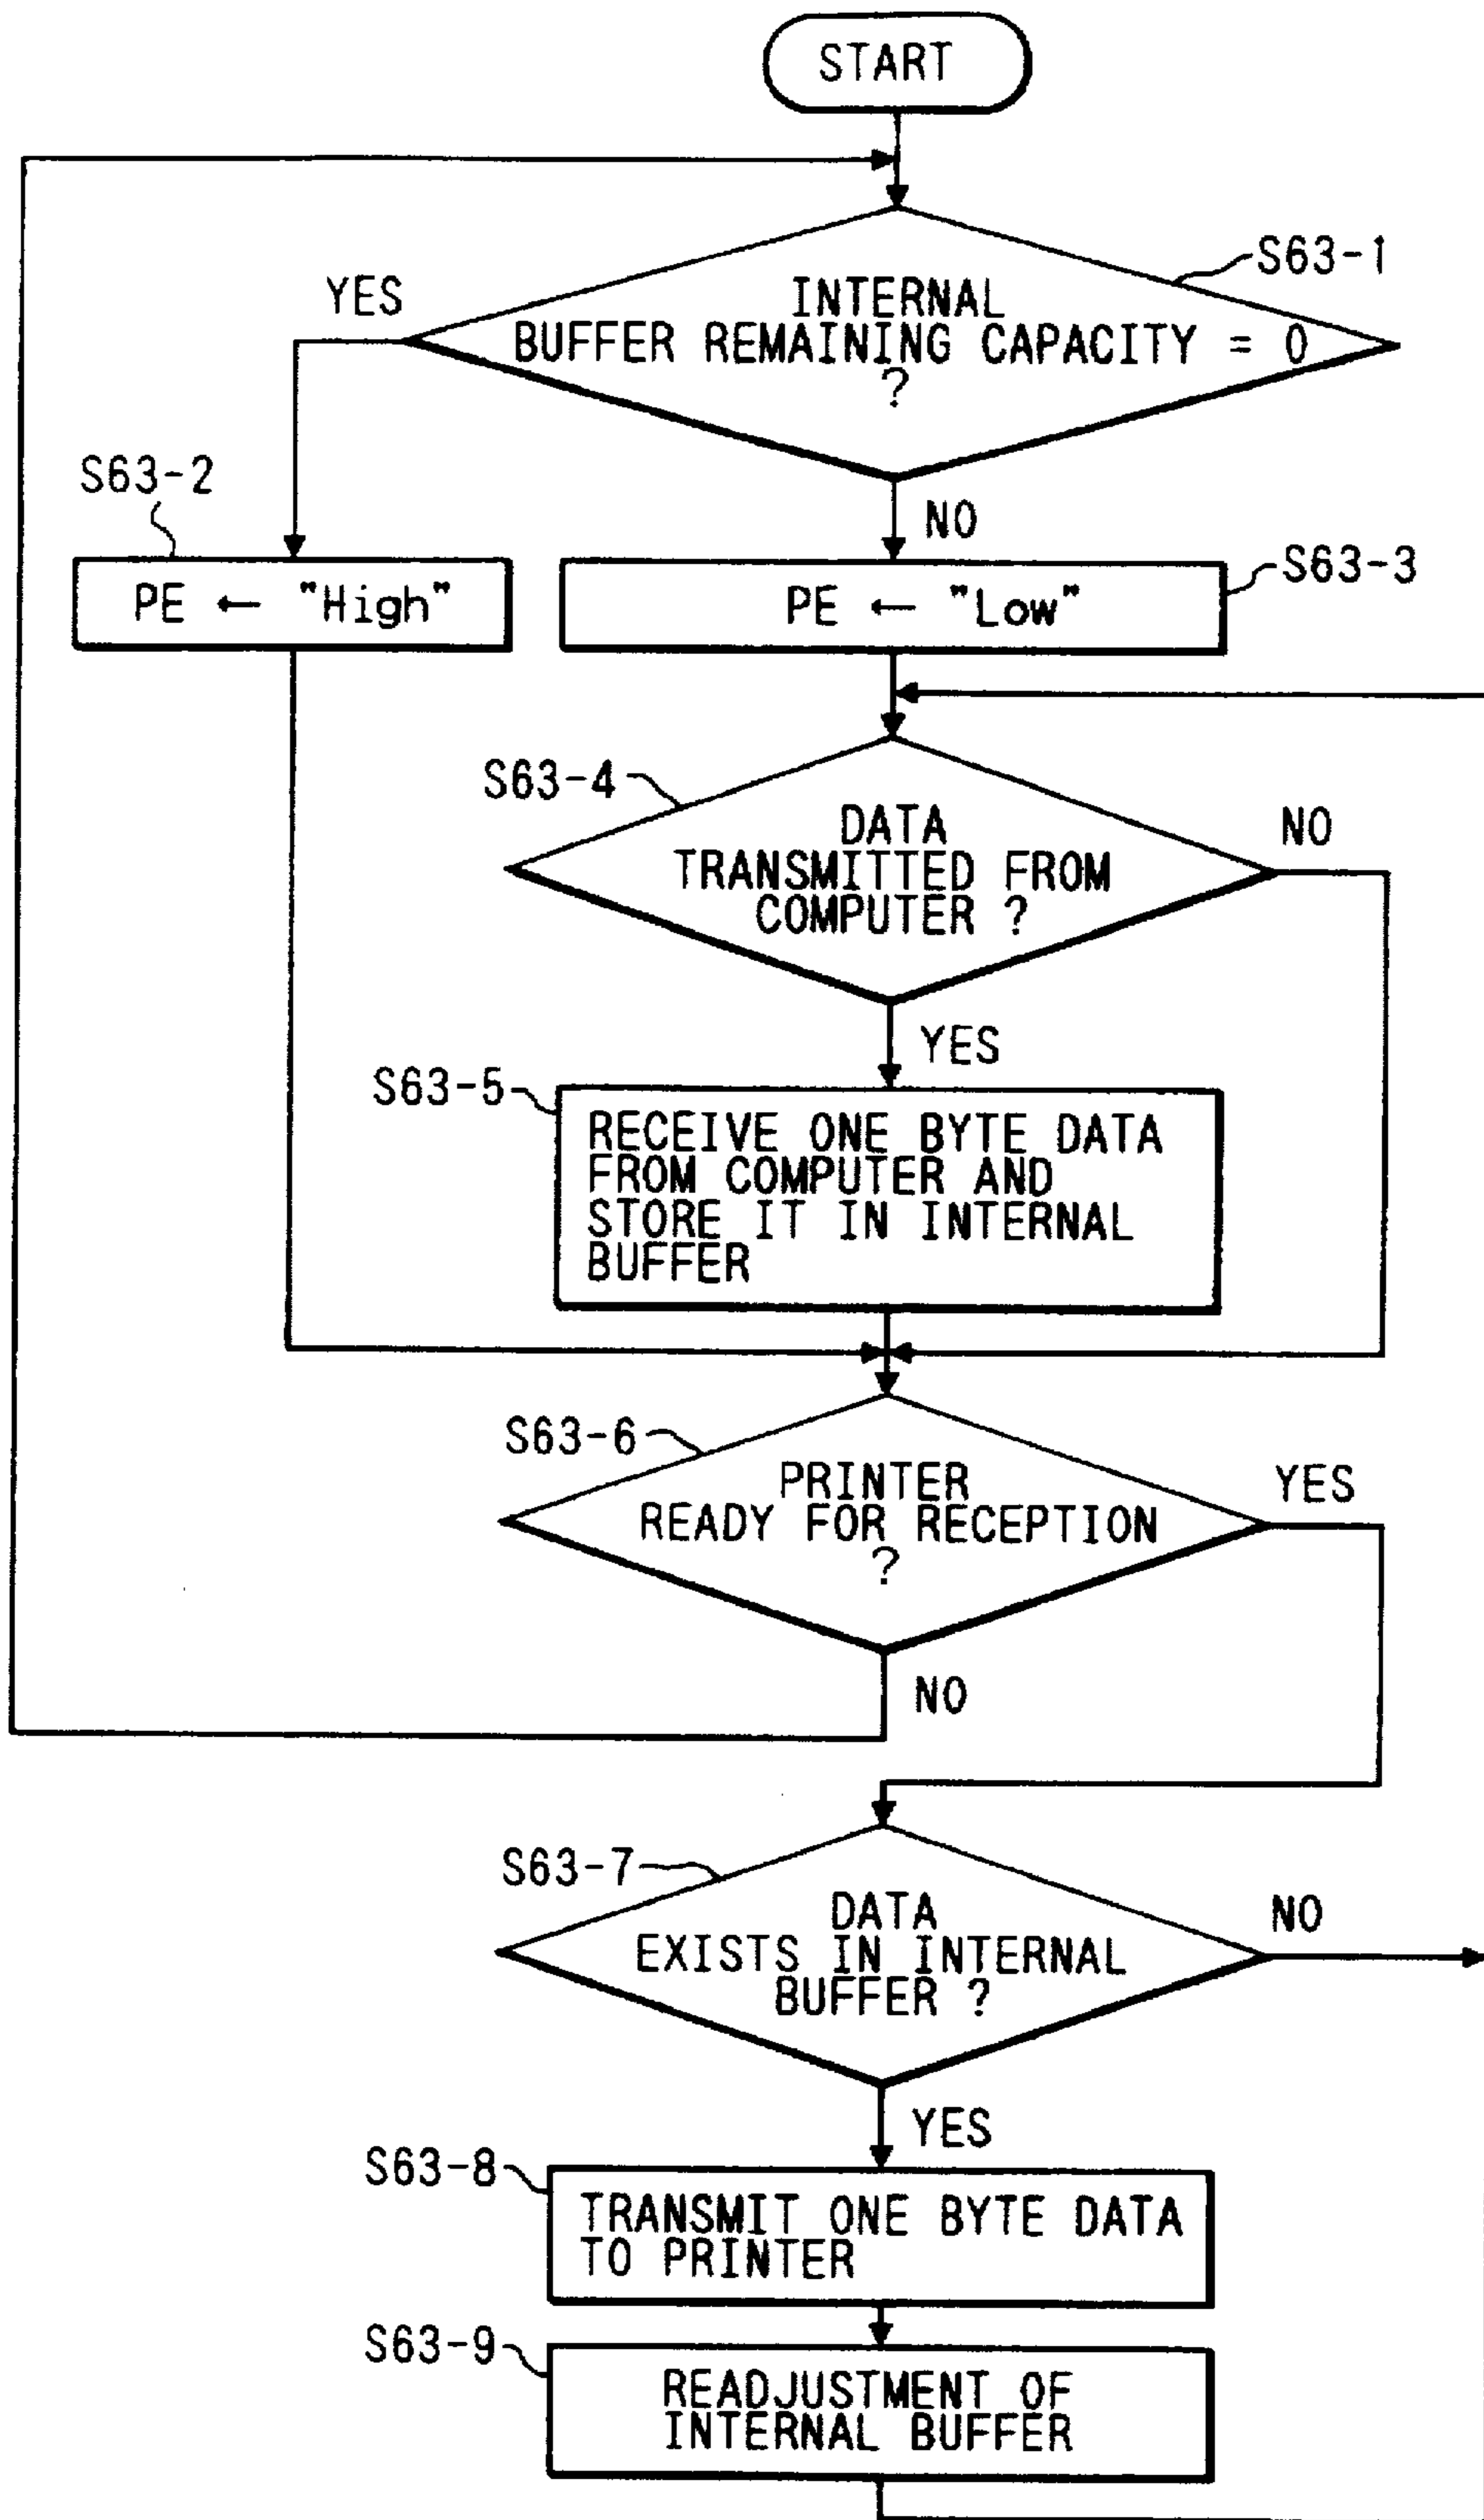 START
S63-1
YES
INTERNAL
BUFFER REMAINING CAPACITY = 0
?
S63-2
NO
S63-3
PE ← "High"
PE ← "Low"
S63-4
DATA
TRANSMITTED FROM
COMPUTER ?
NO
YES
S63-5
RECEIVE ONE BYTE DATA
FROM COMPUTER AND
STORE IT IN INTERNAL
BUFFER
S63-6
PRINTER
READY FOR RECEPTION
?
YES
NO
S63-7
DATA
EXISTS IN INTERNAL
BUFFER ?
NO
YES
S63-8
TRANSMIT ONE BYTE DATA
TO PRINTER
S63-9
READJUSTMENT OF
INTERNAL BUFFER